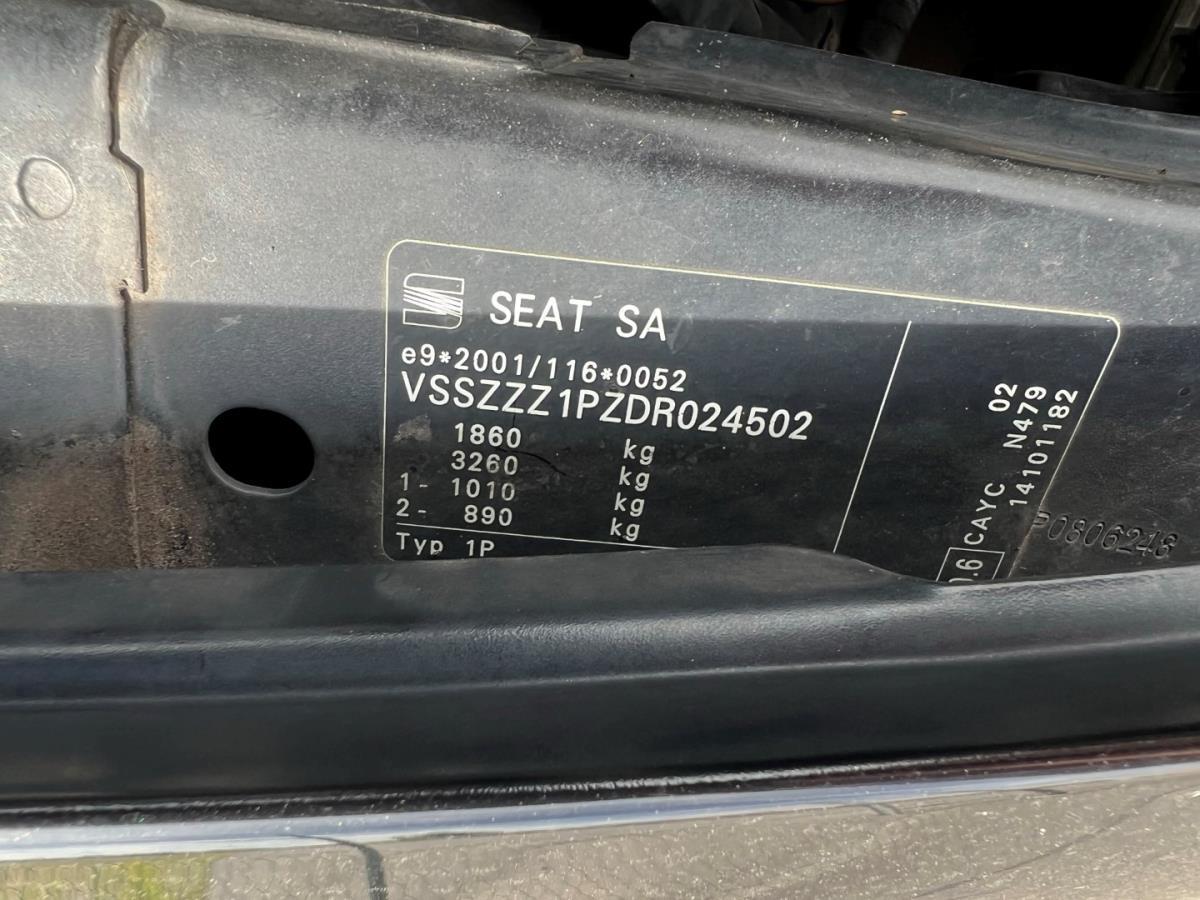 SEAT SA
e9*2001/116*0052
VSSZZZ1PZDR024502
1860 kg
3260 kg
1- 1010 kg
2- 890 kg
Typ 1P
02
N479
14101182
.6 CAYC
P0806248